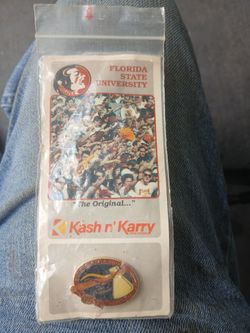 FLORIDA
STATE
UNIVERSITY
"The Original..."
Kash n' Karry